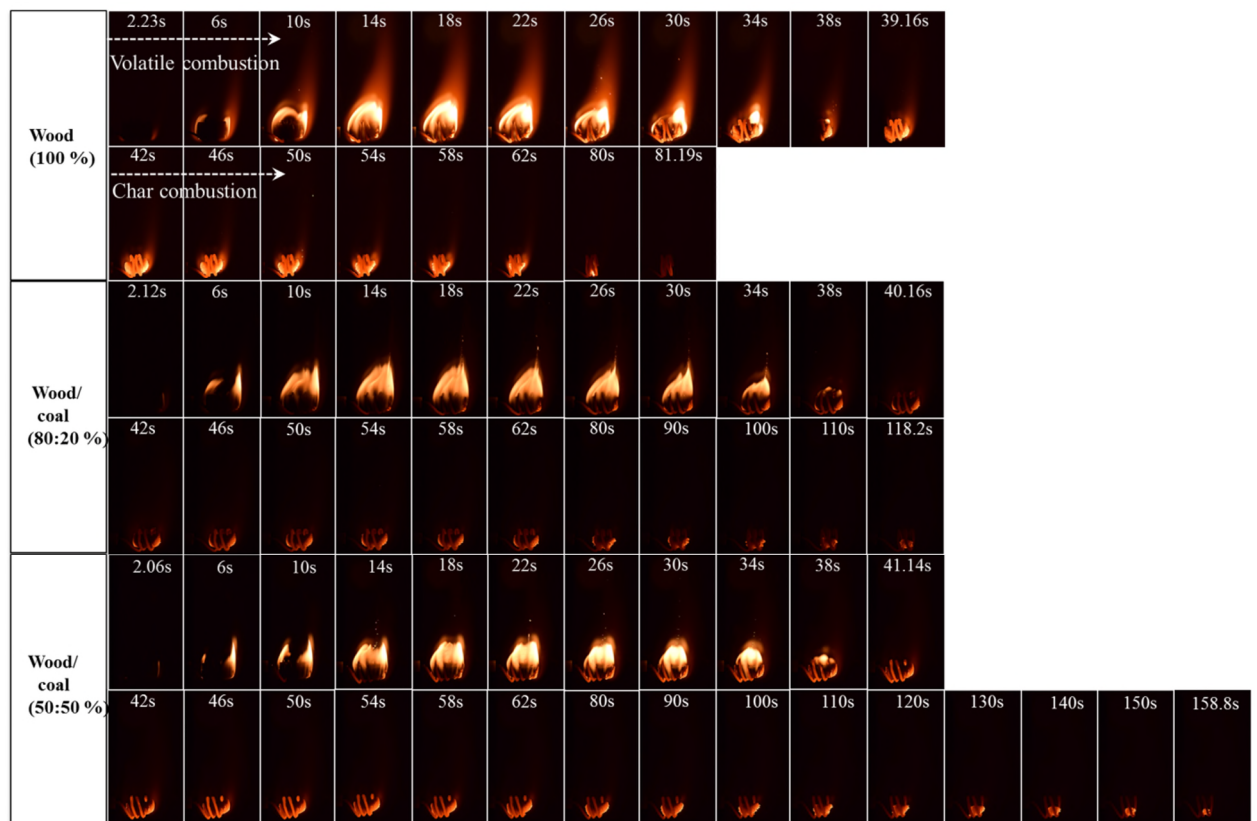 2.23s 6s 10s 14s 18s 22s 26s 30s 34s 38s 39.16s
Volatile combustion
Wood
(100 %)
42s 46s 50s 54s 58s 62s 80s 81.19s
Char combustion
2.12s 6s 10s 14s 18s 22s 26s 30s 34s 38s 40.16s
Wood/
coal
(80:20 %)
42s 46s 50s 54s 58s 62s 80s 90s 100s 110s 118.2s
2.06s 6s 10s 14s 18s 22s 26s 30s 34s 38s 41.14s
Wood/
coal
(50:50 %)
42s 46s 50s 54s 58s 62s 80s 90s 100s 110s 120s 130s 140s 150s 158.8s